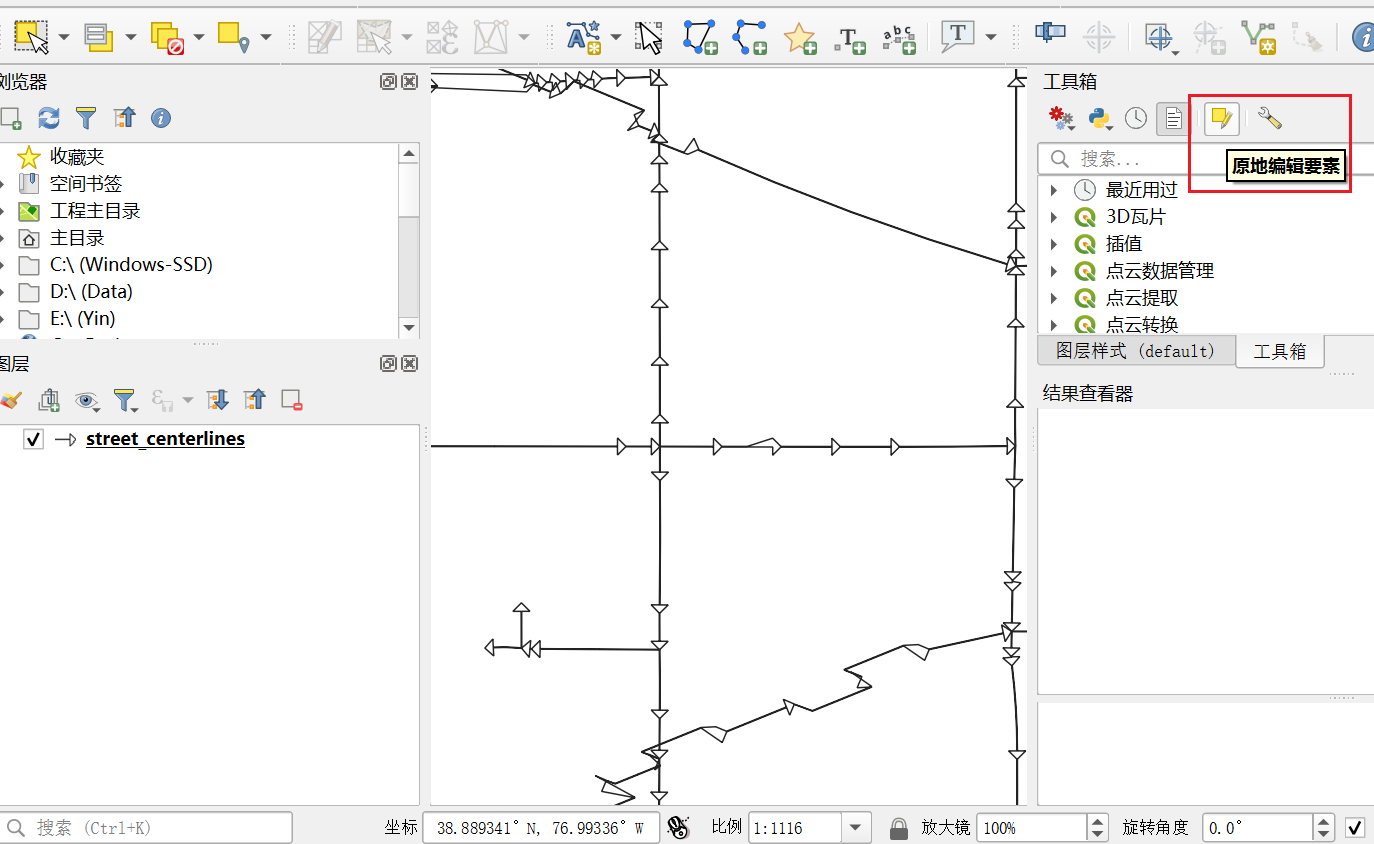 浏览器
收藏夹
空间书签
工程主目录
主目录
C:\ (Windows-SSD)
D:\ (Data)
E:\ (Yin)
图层
street_centerlines
工具箱
搜索...
原地编辑要素
最近用过
3D瓦片
插值
点云数据管理
点云提取
点云转换
图层样式 (default)
工具箱
结果查看器
搜索 (Ctrl+K)
坐标
38.889341° N, 76.99336° W
比例
1:1116
放大镜
100%
旋转角度
0.0°